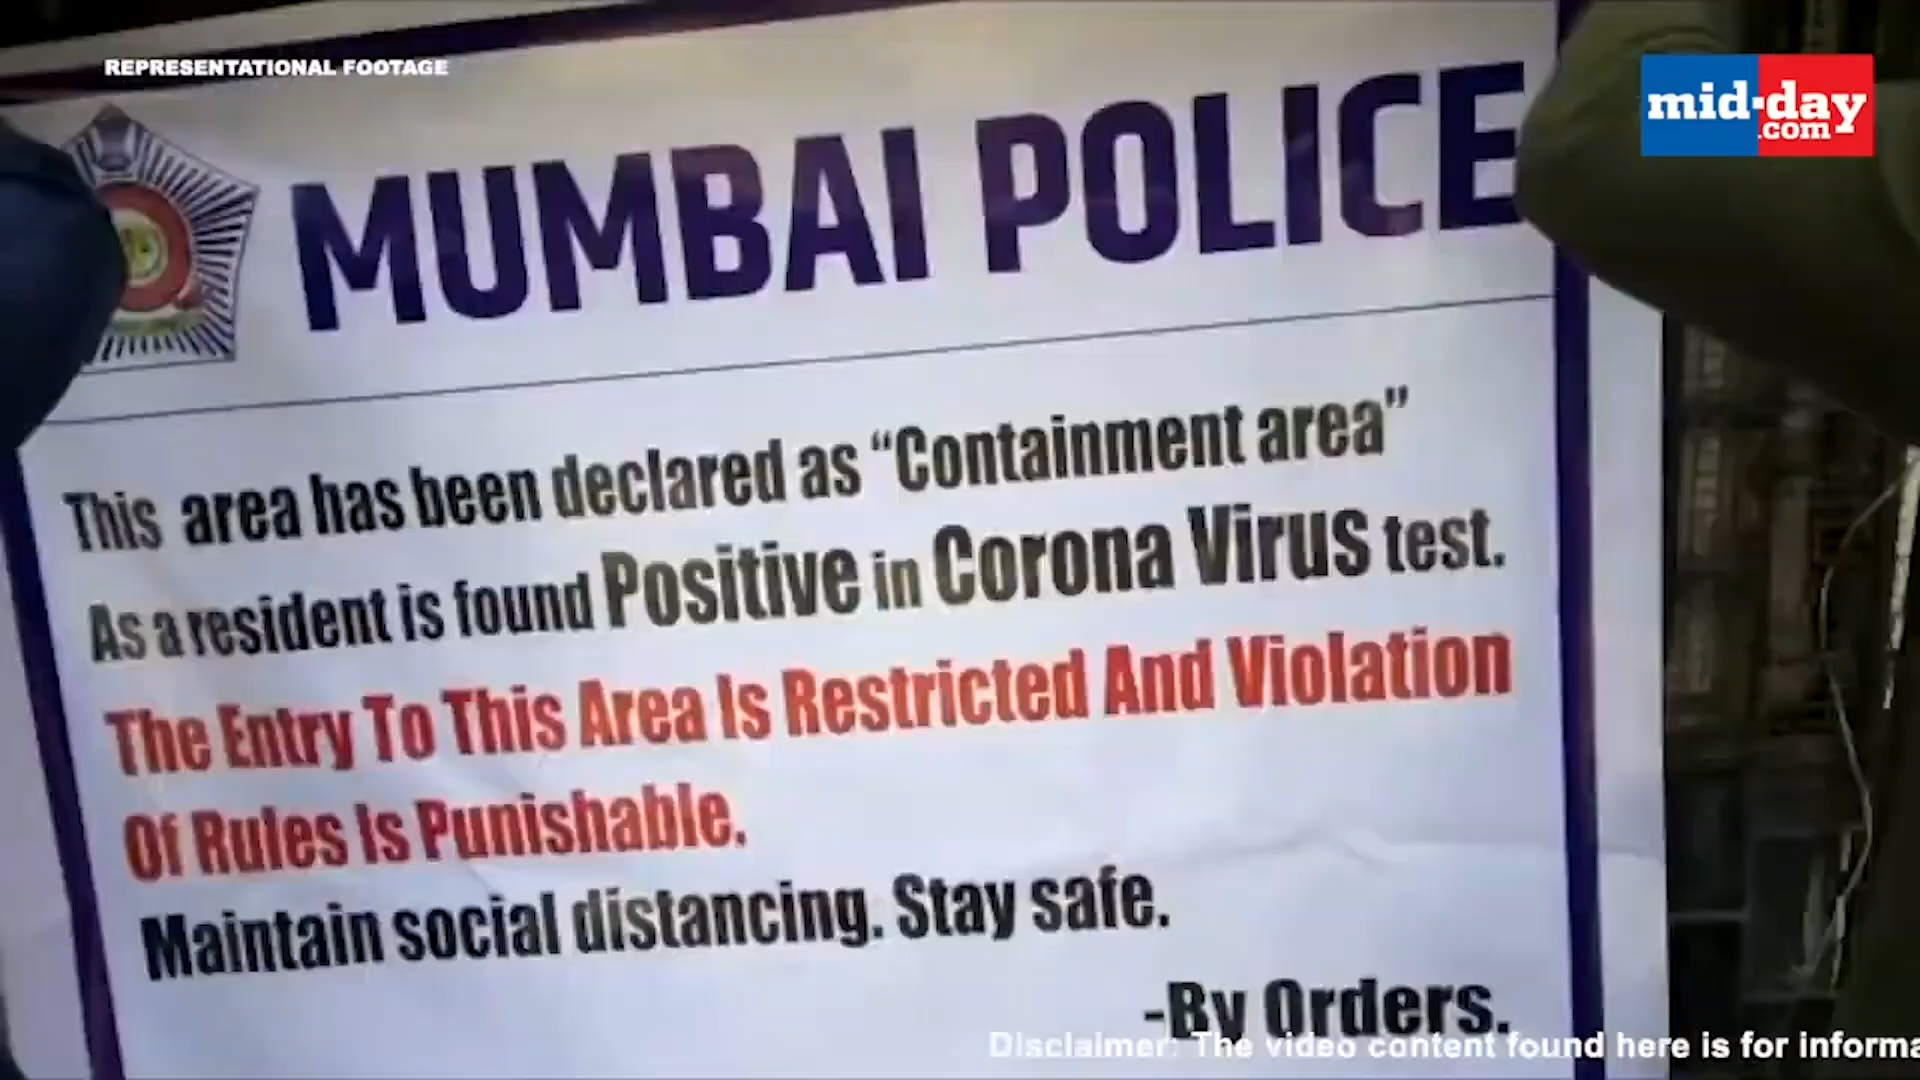 REPRESENTATIONAL FOOTAGE
mid-day
.com
MUMBAI POLICE
This area has been declared as “Containment area”
As a resident is found Positive in Corona Virus test.
The Entry To This Area Is Restricted And Violation
Of Rules Is Punishable.
Maintain social distancing. Stay safe.
-By Orders.
Disclaimer: The video content found here is for informa